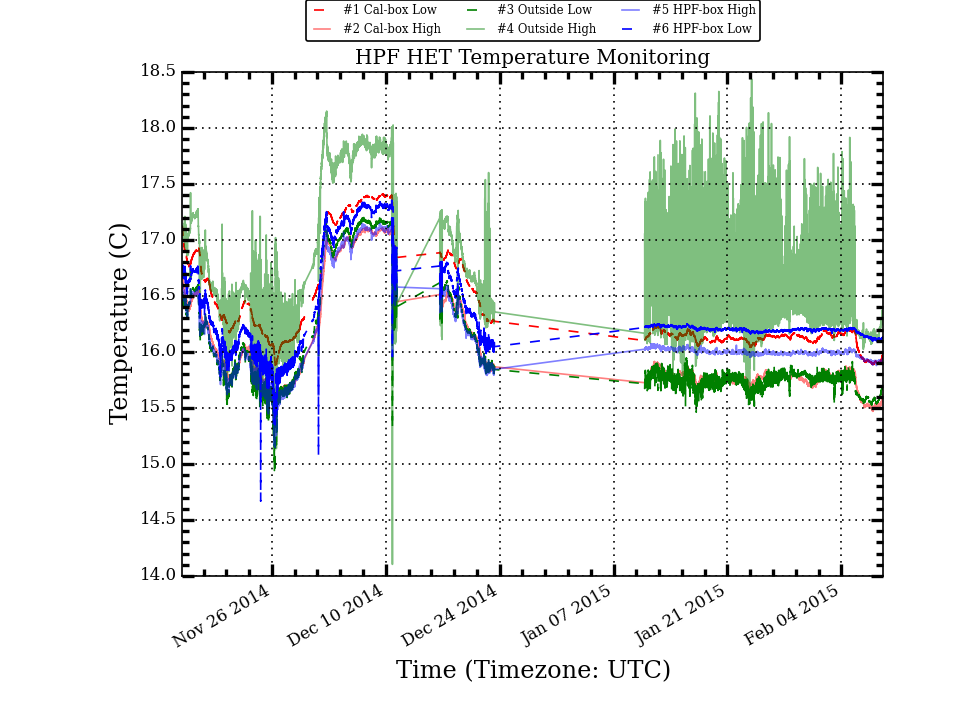 #1 Cal-box Low #3 Outside Low #5 HPF-box High
#2 Cal-box High #4 Outside High #6 HPF-box Low
HPF HET Temperature Monitoring
18.5
18.0
17.5
17.0
16.5
16.0
15.5
15.0
14.5
14.0
Temperature (C)
Nov 26 2014 Dec 10 2014 Dec 24 2014 Jan 07 2015 Jan 21 2015 Feb 04 2015
Time (Timezone: UTC)